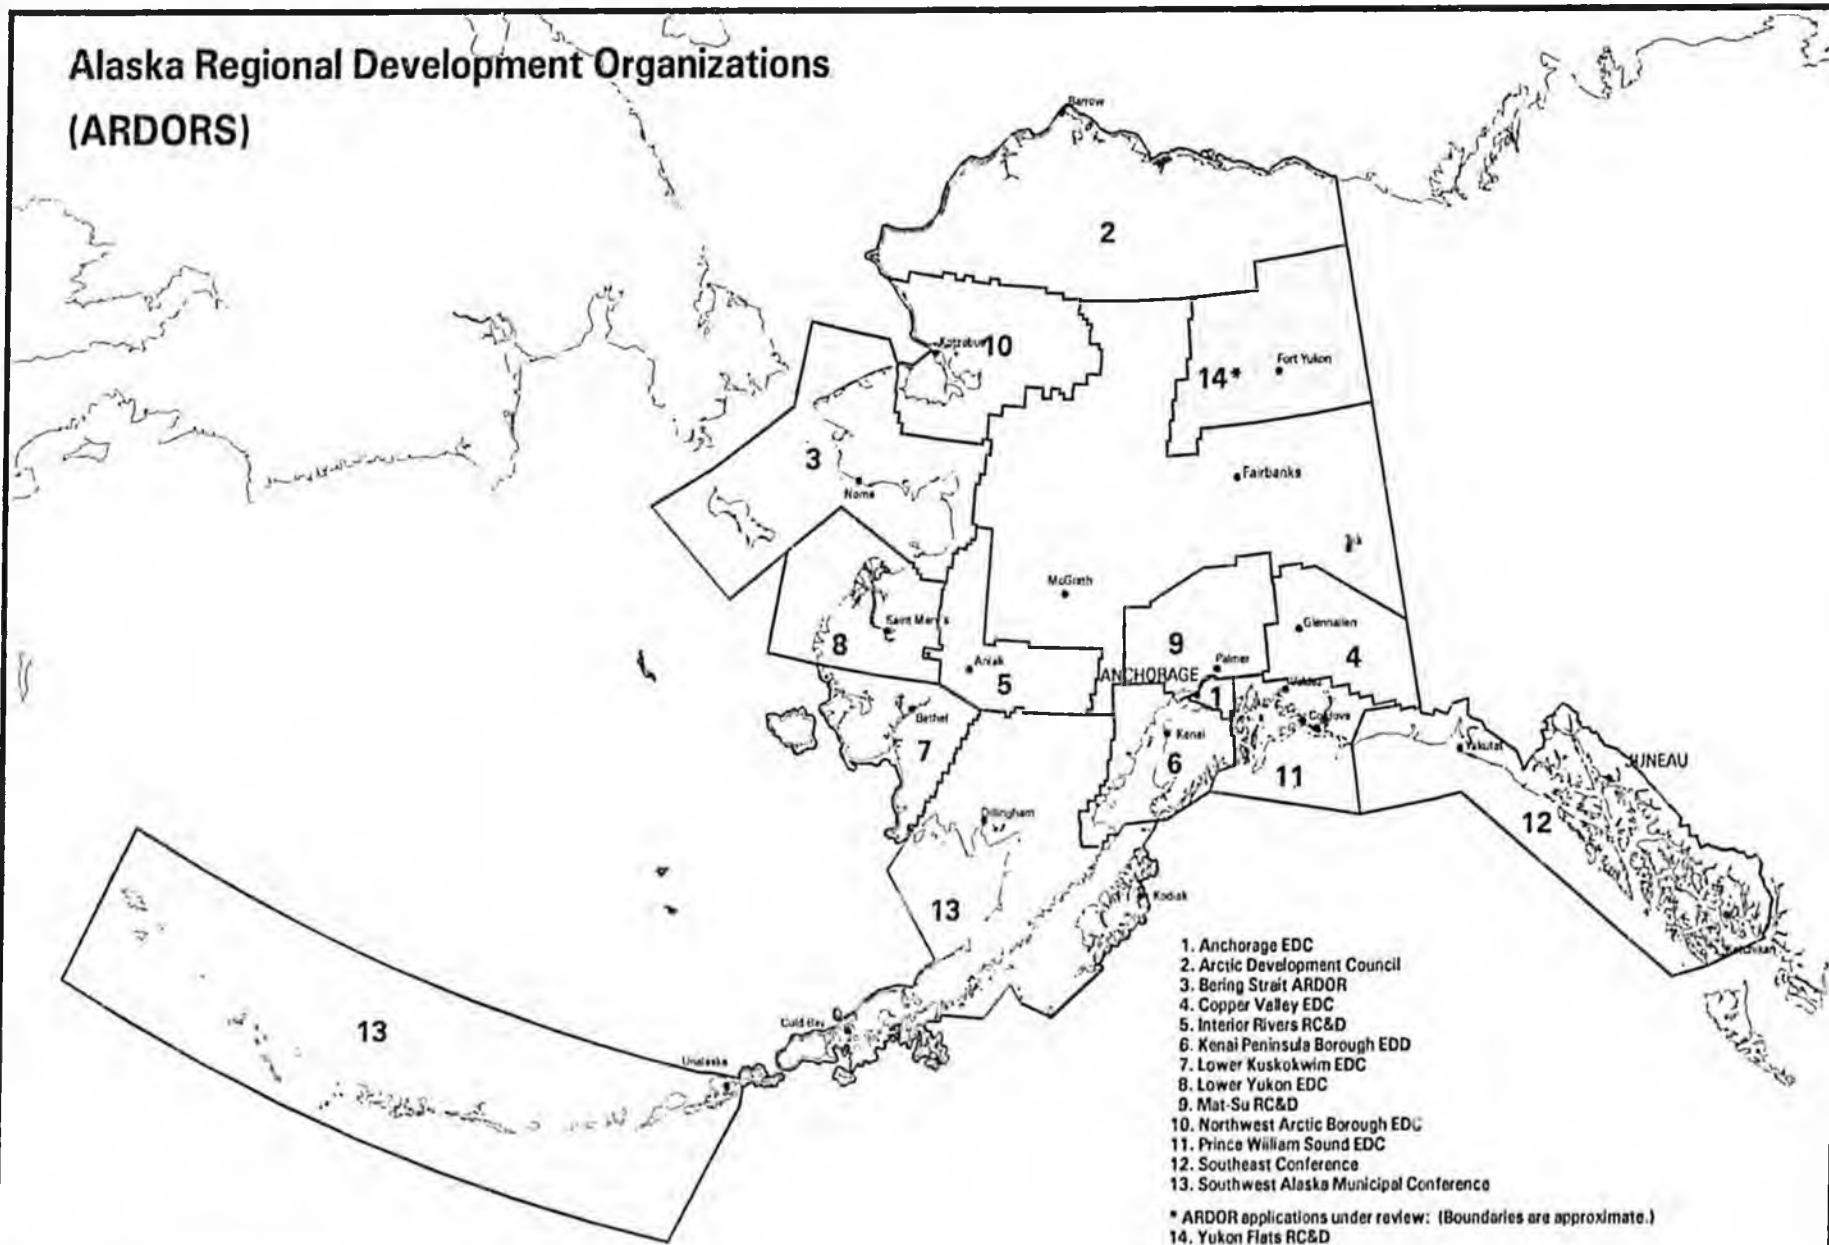 Alaska Regional Development Organizations
(ARDORS)
Barrow
2
Kotzebue
10
14*
Fort Yukon
3
Nome
Fairbanks
Tok
McGrath
Saint Mary's
8
Aniak
5
9
Palmer
ANCHORAGE
1
Glennallen
4
Valdez
Cordova
Bethel
7
Kenai
6
11
Yakutat
JUNEAU
12
Ketchikan
Dillingham
13
Kodiak
Cold Bay
Unalaska
13
1. Anchorage EDC
2. Arctic Development Council
3. Bering Strait ARDOR
4. Copper Valley EDC
5. Interior Rivers RC&D
6. Kenai Peninsula Borough EDD
7. Lower Kuskokwim EDC
8. Lower Yukon EDC
9. Mat-Su RC&D
10. Northwest Arctic Borough EDC
11. Prince William Sound EDC
12. Southeast Conference
13. Southwest Alaska Municipal Conference
* ARDOR applications under review: (Boundaries are approximate.)
14. Yukon Flats RC&D